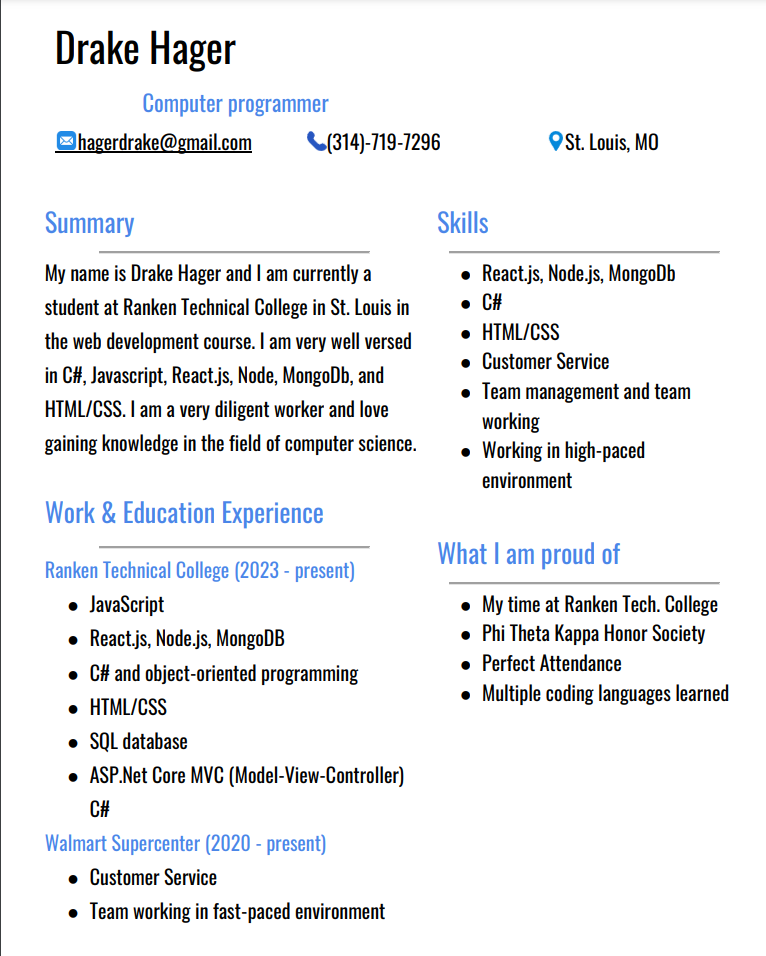 Drake Hager
Computer programmer
hagerdrake@gmail.com (314)-719-7296 St. Louis, MO
Summary
My name is Drake Hager and I am currently a
student at Ranken Technical College in St. Louis in
the web development course. I am very well versed
in C#, Javascript, React.js, Node, MongoDb, and
HTML/CSS. I am a very diligent worker and love
gaining knowledge in the field of computer science.
Work & Education Experience
Ranken Technical College (2023 - present)
● JavaScript
● React.js, Node.js, MongoDB
● C# and object-oriented programming
● HTML/CSS
● SQL database
● ASP.Net Core MVC (Model-View-Controller)
C#
Walmart Supercenter (2020 - present)
● Customer Service
● Team working in fast-paced environment
Skills
● React.js, Node.js, MongoDb
● C#
● HTML/CSS
● Customer Service
● Team management and team
working
● Working in high-paced
environment
What I am proud of
● My time at Ranken Tech. College
● Phi Theta Kappa Honor Society
● Perfect Attendance
● Multiple coding languages learned